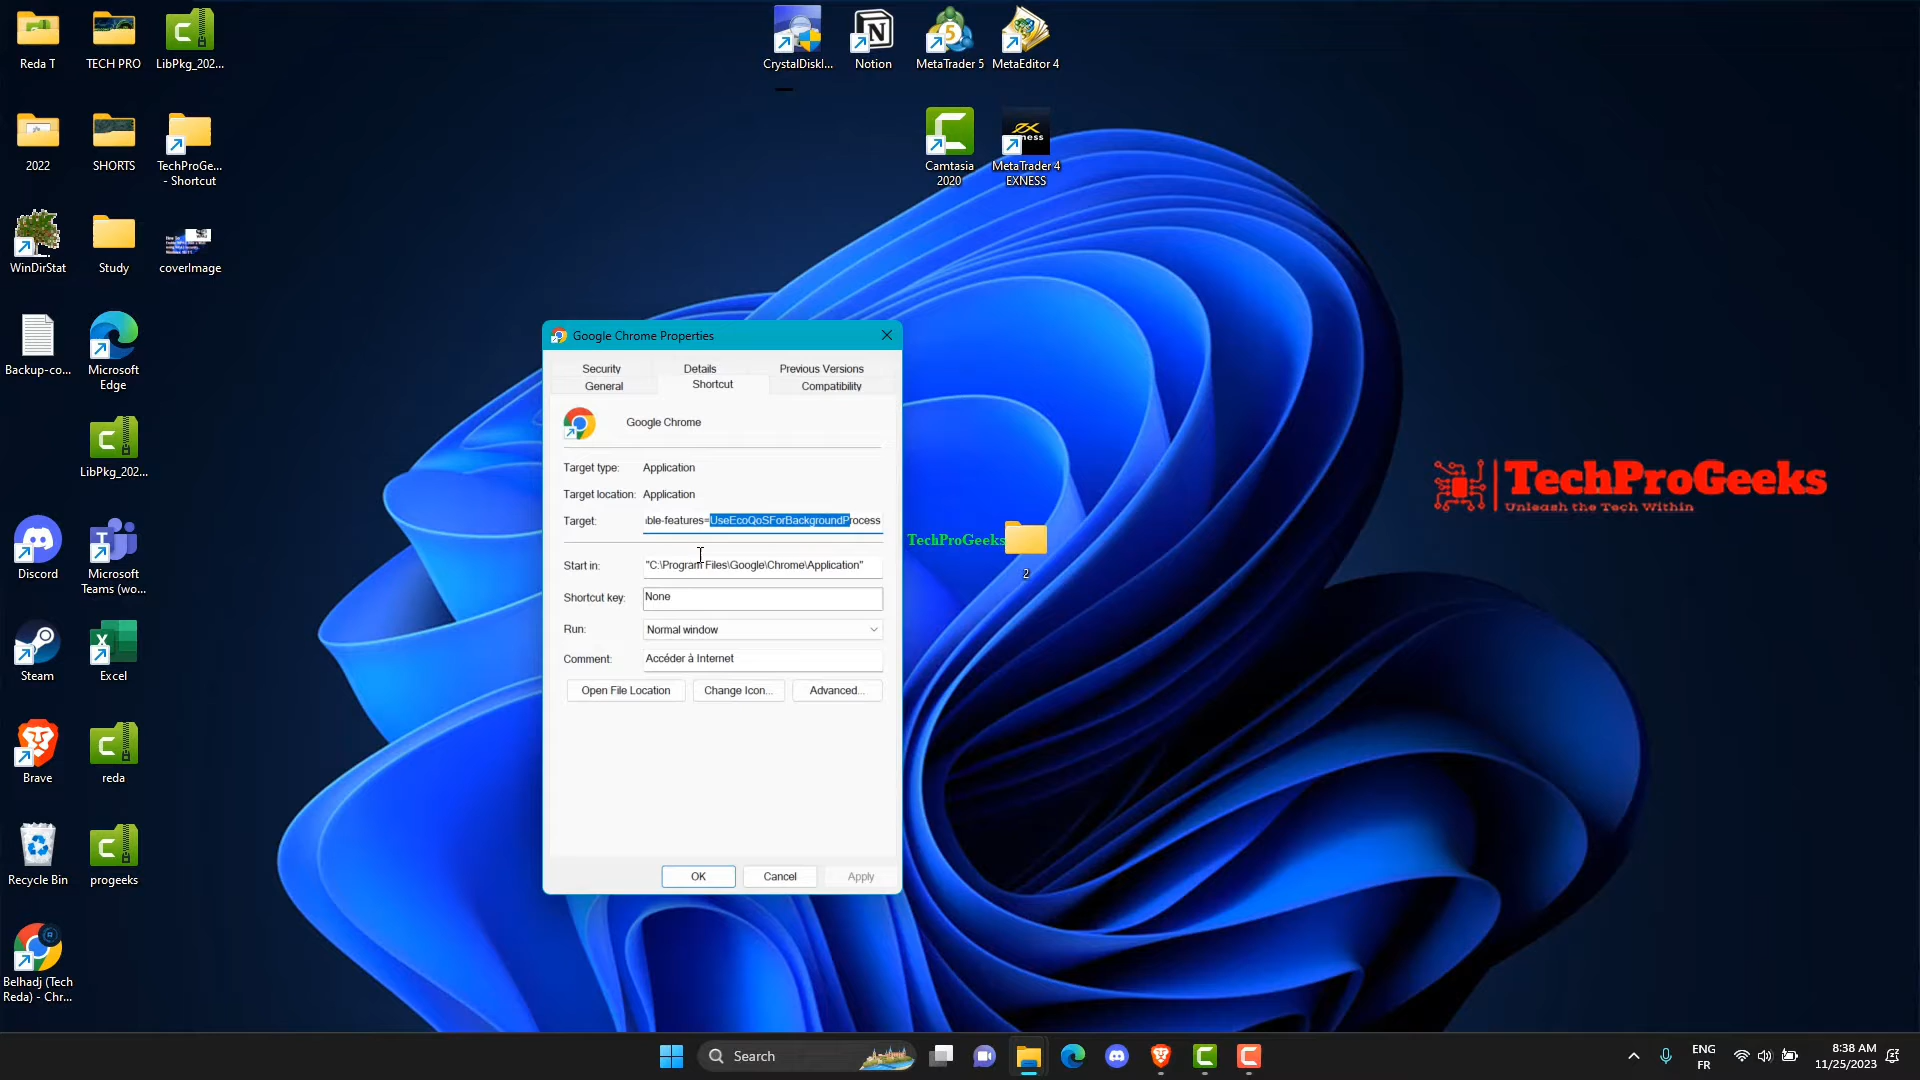 Reda T
TECH PRO
LibPkg_202...
CrystalDiskI...
Notion
MetaTrader 5
MetaEditor 4
2022
SHORTS
TechProGe...
- Shortcut
Camtasia
2020
MetaTrader 4
EXNESS
WinDirStat
Study
coverImage
Backup-co...
Microsoft
Edge
LibPkg_202...
Discord
Microsoft
Teams (wo...
Steam
Excel
Brave
reda
Recycle Bin
progeeks
Belhadj (Tech
Reda) - Chr...
Google Chrome Properties
Security
Details
Previous Versions
General
Shortcut
Compatibility
Google Chrome
Target type:
Application
Target location:
Application
Target:
ble-features=UseEcoQoSForBackgroundProcess
Start in:
"C:\Program Files\Google\Chrome\Application"
Shortcut key:
None
Run:
Normal window
Comment:
Accéder à Internet
Open File Location
Change Icon...
Advanced...
OK
Cancel
Apply
TechProGeeks
2
TechProGeeks
Unleash the Tech Within
Search
ENG
FR
8:38 AM
11/25/2023